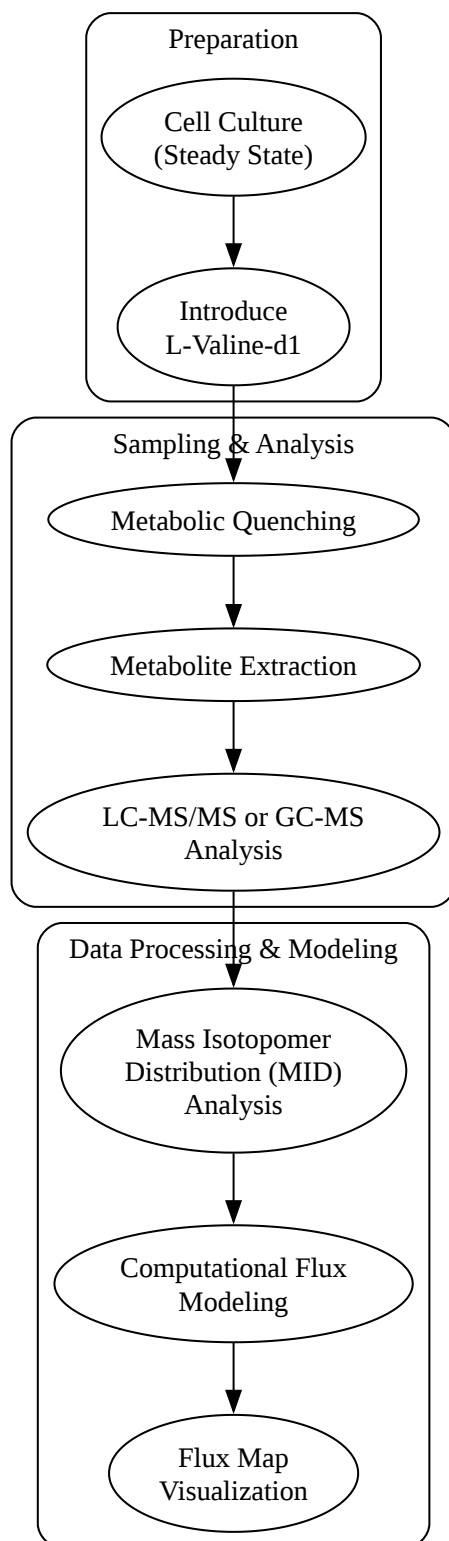 Preparation
Cell Culture
(Steady State)
Introduce
L-Valine-d1
Sampling & Analysis
Metabolic Quenching
Metabolite Extraction
LC-MS/MS or GC-MS
Analysis
Data Processing & Modeling
Mass Isotopomer
Distribution (MID)
Analysis
Computational Flux
Modeling
Flux Map
Visualization